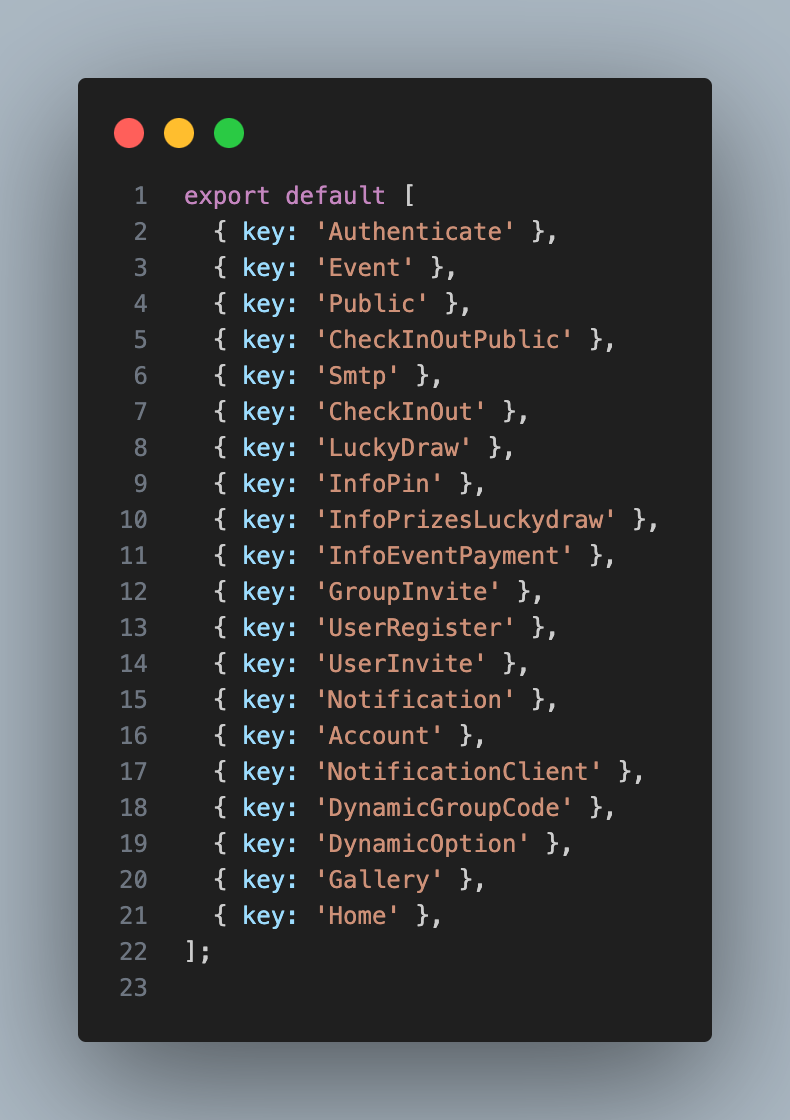 1 export default [
2 { key: 'Authenticate' },
3 { key: 'Event' },
4 { key: 'Public' },
5 { key: 'CheckInOutPublic' },
6 { key: 'Smtp' },
7 { key: 'CheckInOut' },
8 { key: 'LuckyDraw' },
9 { key: 'InfoPin' },
10 { key: 'InfoPrizesLuckydraw' },
11 { key: 'InfoEventPayment' },
12 { key: 'GroupInvite' },
13 { key: 'UserRegister' },
14 { key: 'UserInvite' },
15 { key: 'Notification' },
16 { key: 'Account' },
17 { key: 'NotificationClient' },
18 { key: 'DynamicGroupCode' },
19 { key: 'DynamicOption' },
20 { key: 'Gallery' },
21 { key: 'Home' },
22 ];
23